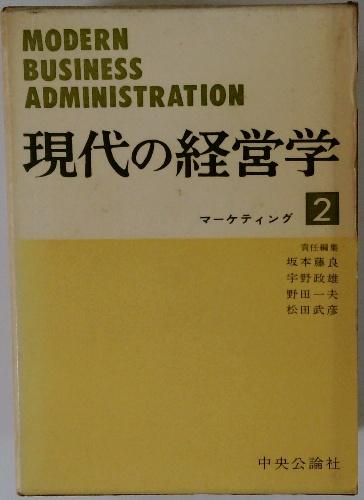 MODERN
BUSINESS
ADMINISTRATION
現代の経営学
マーケティング 2
責任編集
坂本藤良
宇野政雄
野田一夫
松田武彦
中央公論社